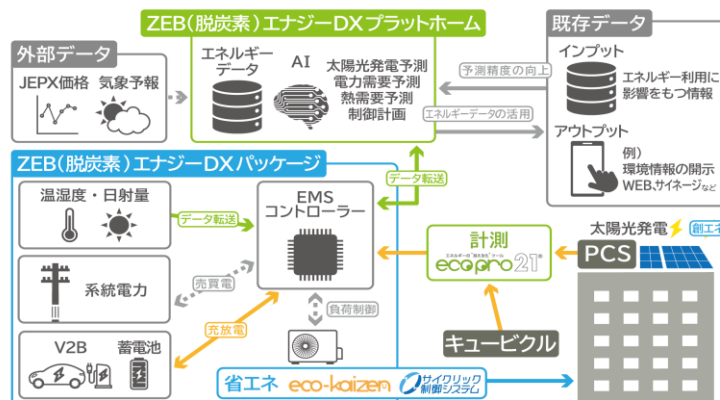 ZEB(脱炭素)エナジーDXプラットホーム
外部データ
JEPX価格
気象予報
エネルギー
データ
AI
太陽光発電予測
電力需要予測
熱需要予測
制御計画
予測精度の向上
エネルギーデータの活用
既存データ
インプット
エネルギー利用に
影響をもつ情報
アウトプット
例)
環境情報の開示
WEB、サイネージなど
ZEB(脱炭素)エナジーDXパッケージ
温湿度・日射量
データ転送
EMS
コントローラー
データ転送
系統電力
売買電
V2B
蓄電池
充放電
負荷制御
計測
ecopro21®
太陽光発電
創エネ
PCS
キュービクル
省エネ
eco-kaizen
サイクリック
制御システム